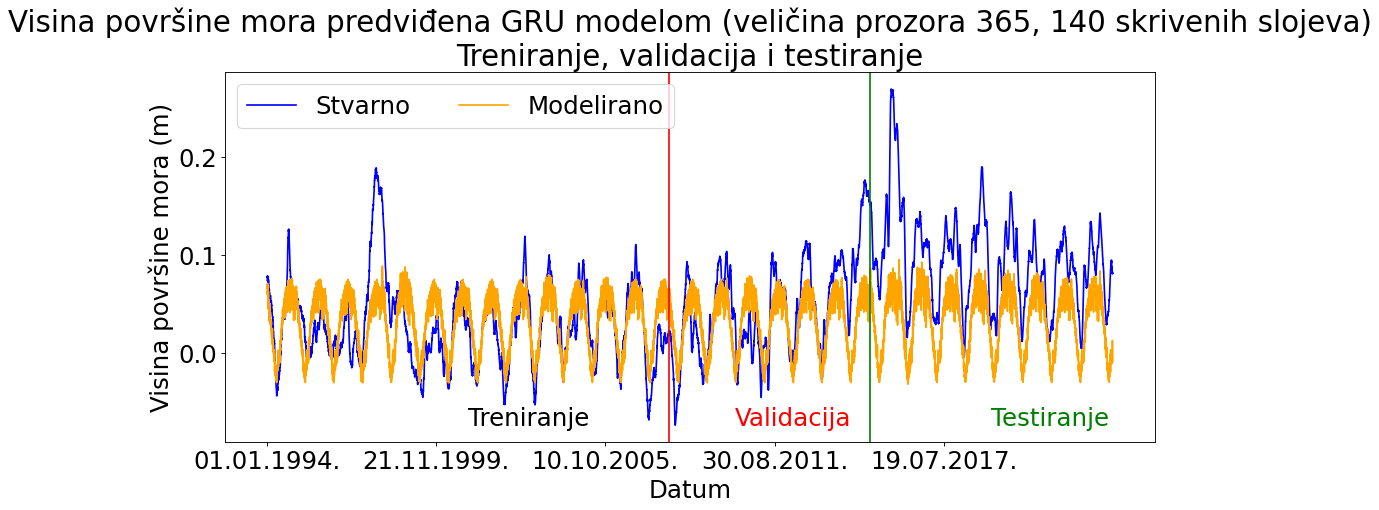 Visina površine mora predviđena GRU modelom (veličina prozora 365, 140 skrivenih slojeva)
Treniranje, validacija i testiranje
Stvarno
Modelirano
Visina površine mora (m)
0.2
0.1
0.0
Treniranje
Validacija
Testiranje
01.01.1994.
21.11.1999.
10.10.2005.
30.08.2011.
19.07.2017.
Datum